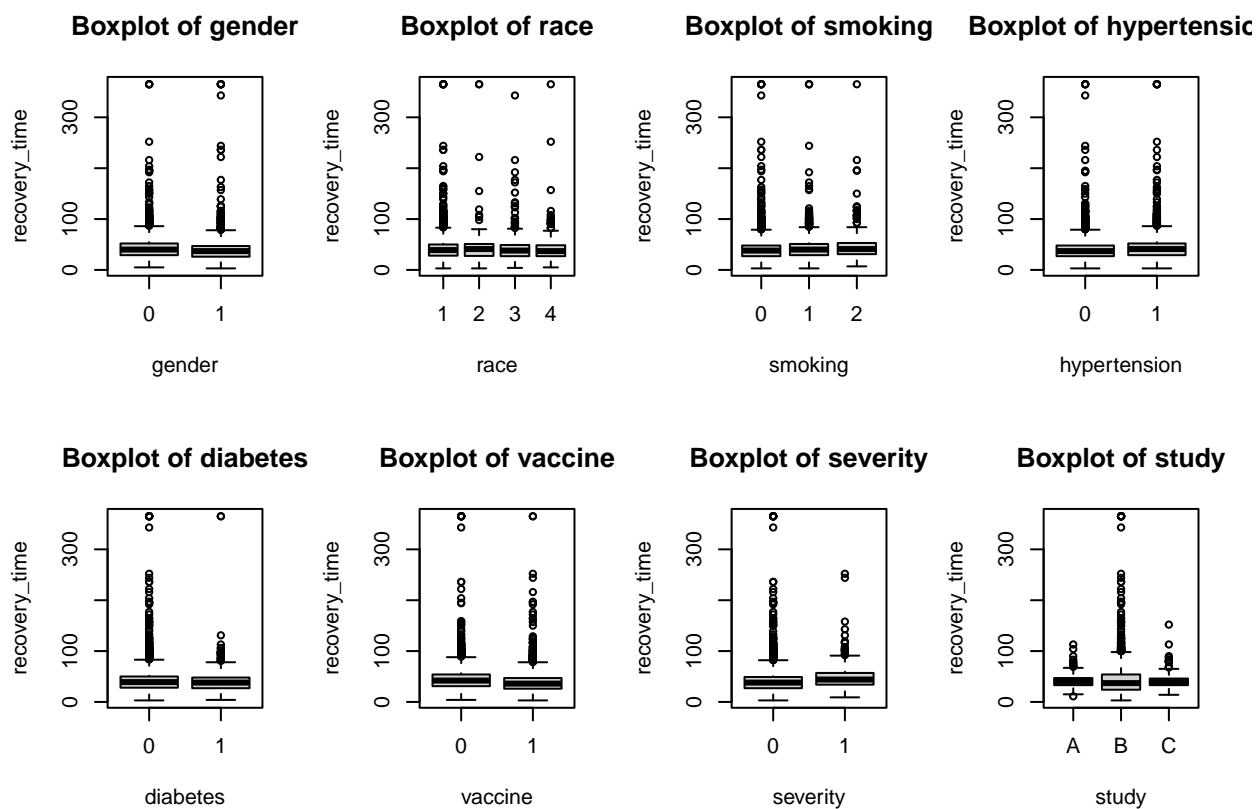 Boxplot of gender
recovery_time
300
100
0
0 1
gender
Boxplot of race
recovery_time
300
100
0
1 2 3 4
race
Boxplot of smoking
recovery_time
300
100
0
0 1 2
smoking
Boxplot of hypertensio
recovery_time
300
100
0
0 1
hypertension
Boxplot of diabetes
recovery_time
300
100
0
0 1
diabetes
Boxplot of vaccine
recovery_time
300
100
0
0 1
vaccine
Boxplot of severity
recovery_time
300
100
0
0 1
severity
Boxplot of study
recovery_time
300
100
0
A B C
study